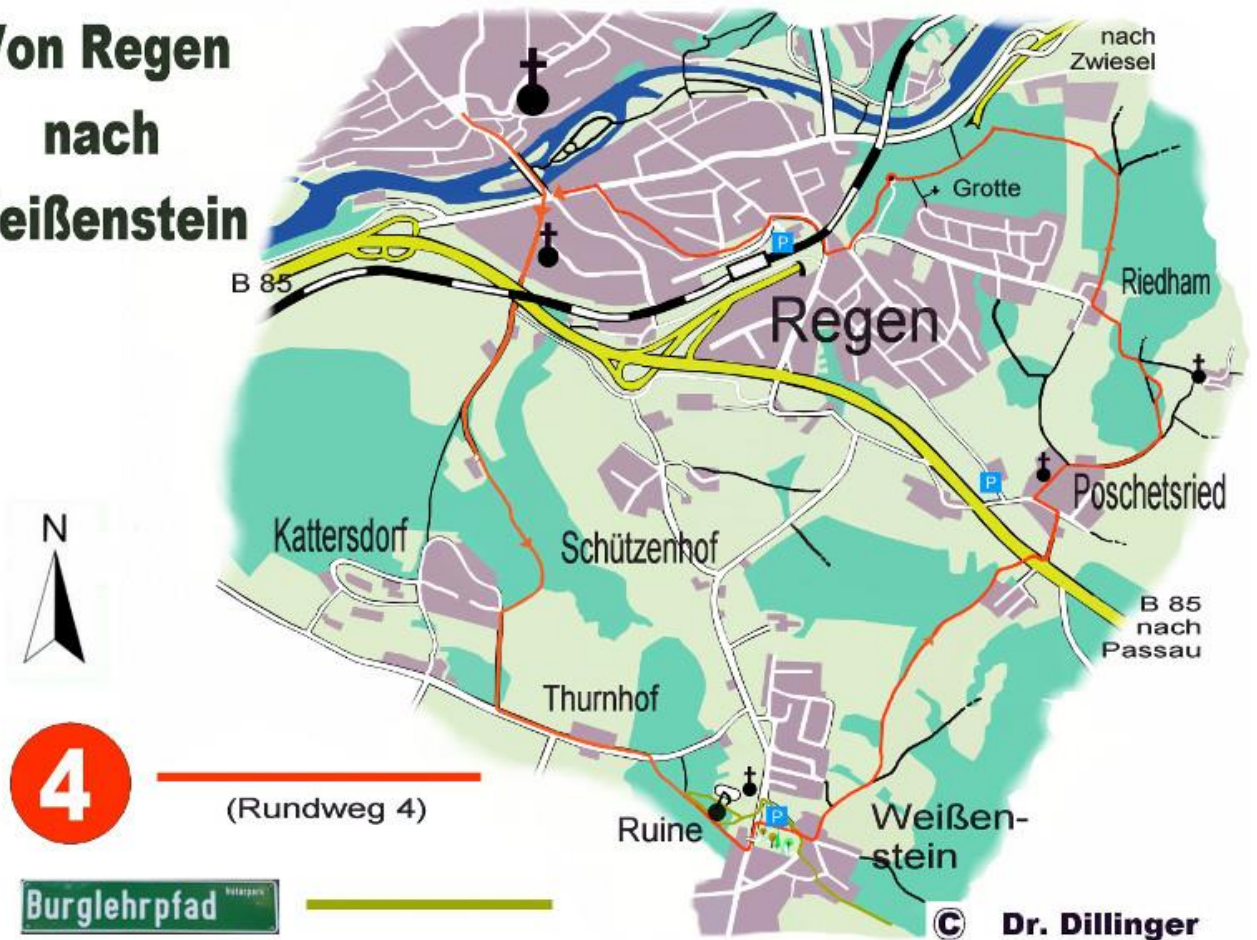 Von Regen
nach
Weißenstein
nach
Zwiesel
Grotte
B 85
P
Regen
Riedham
P
Poschetsried
N
Kattersdorf
Schützenhof
B 85
nach
Passau
Thurnhof
4
(Rundweg 4)
Ruine
P
Weißen-
stein
Burglehrpfad
Naturpark
© Dr. Dillinger